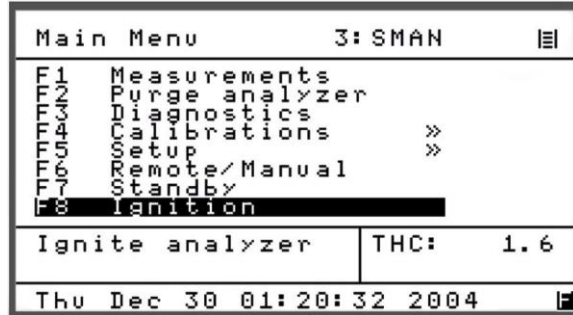 Main Menu 3: SMAN
F1 Measurements
F2 Purge analyzer
F3 Diagnostics
F4 Calibrations »
F5 Setup »
F6 Remote/Manual
F7 Standby
F8 Ignition
Ignite analyzer THC: 1.6
Thu Dec 30 01:20:32 2004 F